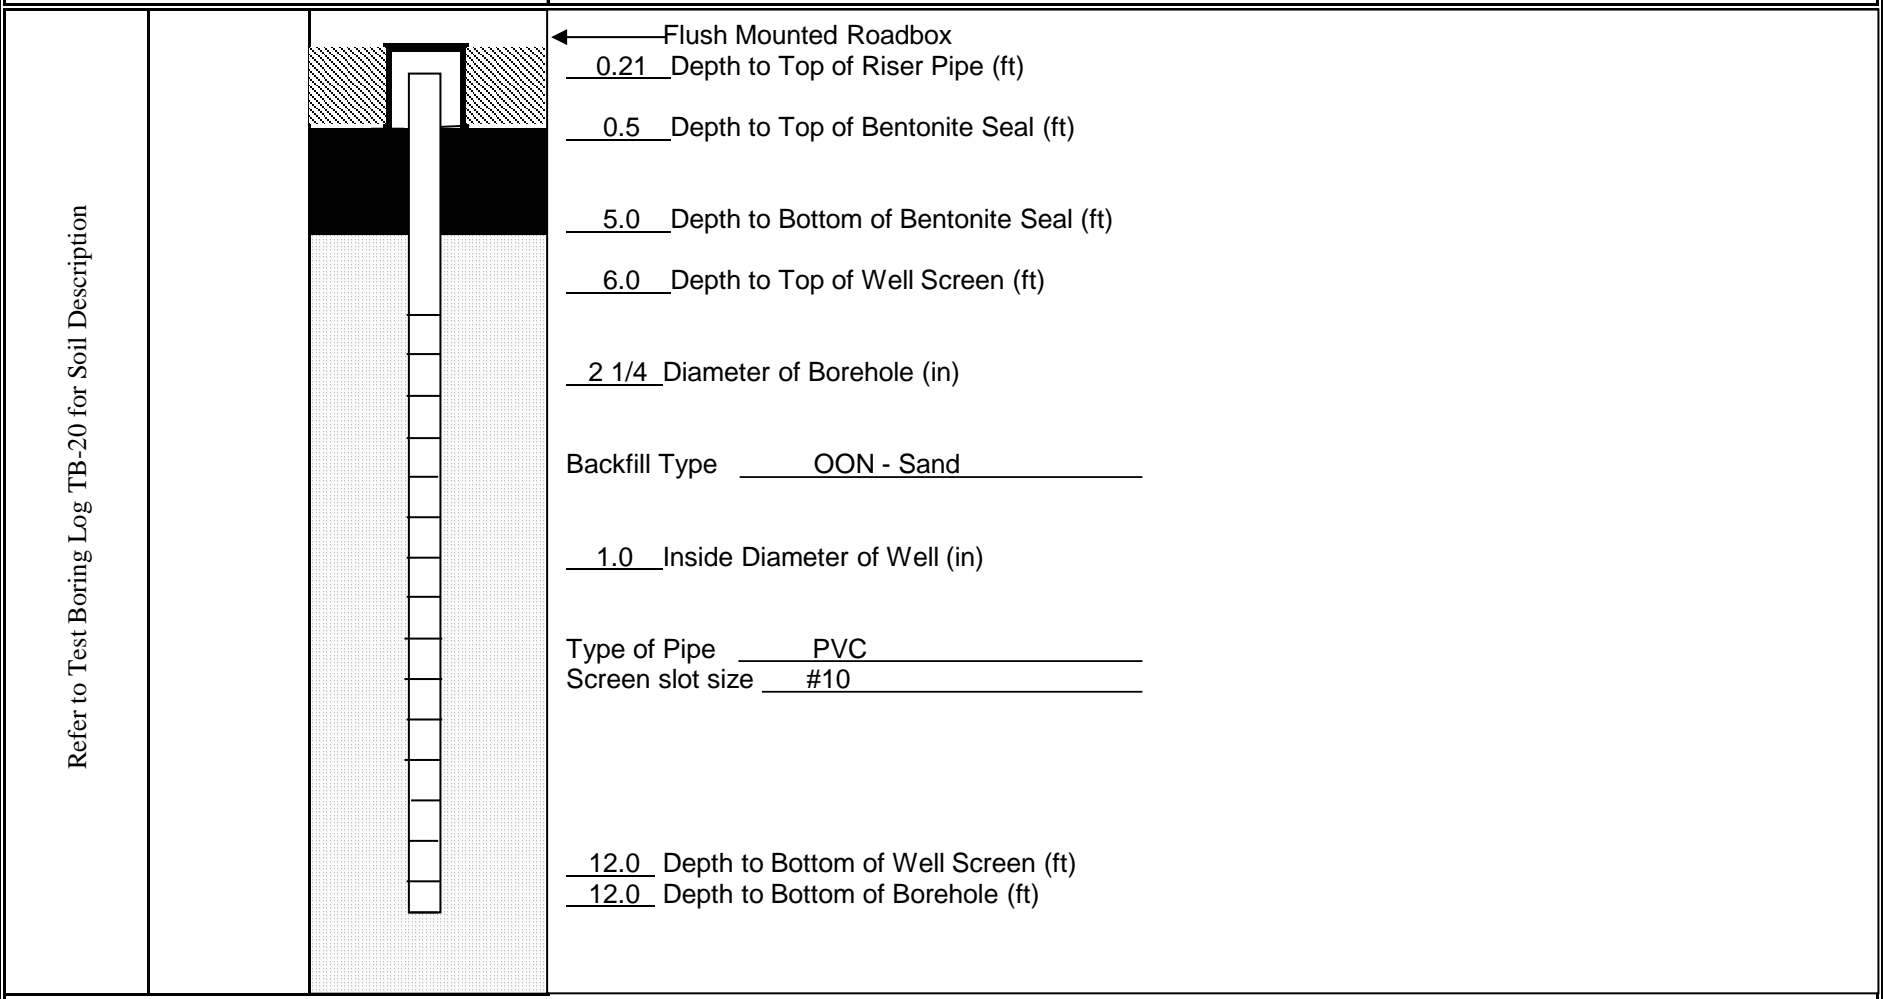 Refer to Test Boring Log TB-20 for Soil Description
Flush Mounted Roadbox
0.21 Depth to Top of Riser Pipe (ft)
0.5 Depth to Top of Bentonite Seal (ft)
5.0 Depth to Bottom of Bentonite Seal (ft)
6.0 Depth to Top of Well Screen (ft)
2 1/4 Diameter of Borehole (in)
Backfill Type OON - Sand
1.0 Inside Diameter of Well (in)
Type of Pipe PVC
Screen slot size #10
12.0 Depth to Bottom of Well Screen (ft)
12.0 Depth to Bottom of Borehole (ft)